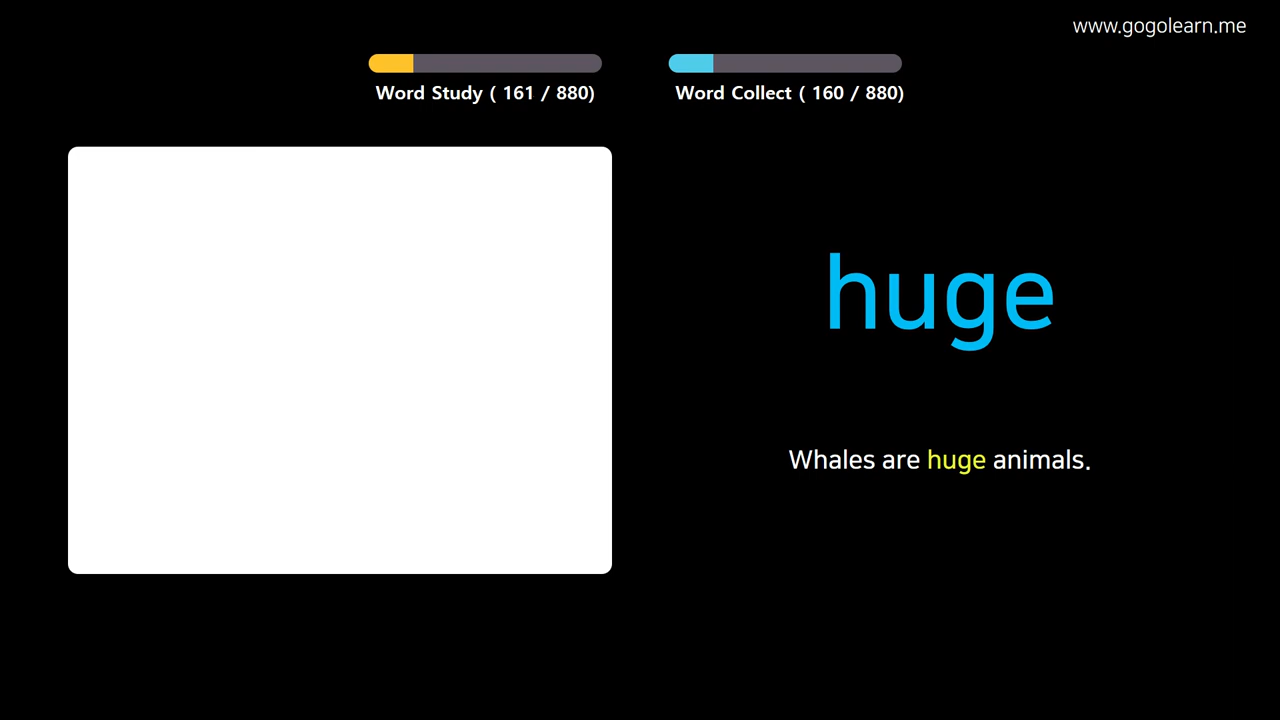 www.gogolearn.me
Word Study ( 161 / 880)
Word Collect ( 160 / 880)
huge
Whales are huge animals.